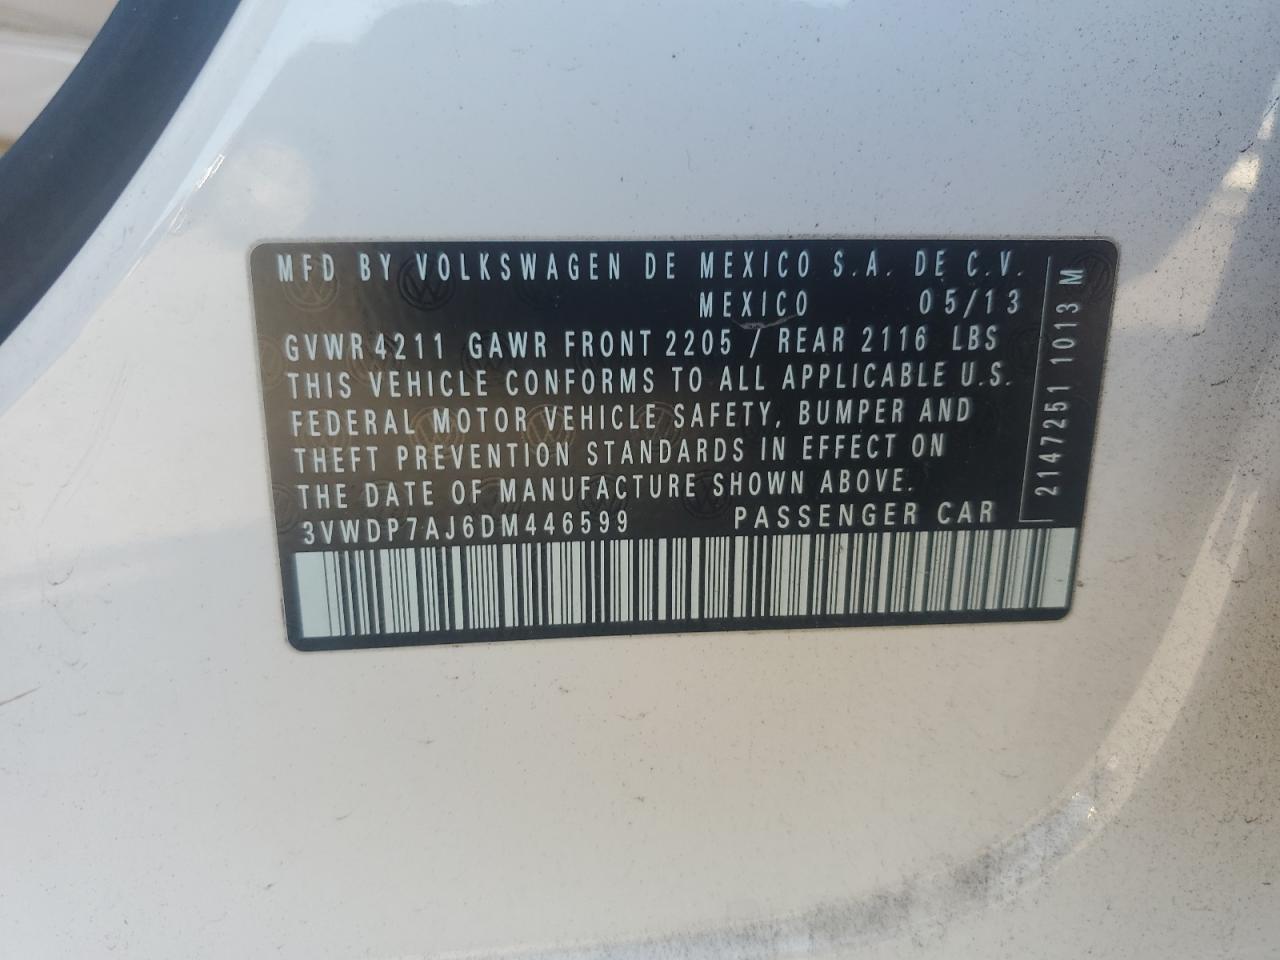 MFD BY VOLKSWAGEN DE MEXICO S.A. DE C.V.
MEXICO 05/13
GVWR 4211 GAWR FRONT 2205 / REAR 2116 LBS
THIS VEHICLE CONFORMS TO ALL APPLICABLE U.S.
FEDERAL MOTOR VEHICLE SAFETY, BUMPER AND
THEFT PREVENTION STANDARDS IN EFFECT ON
THE DATE OF MANUFACTURE SHOWN ABOVE.
3VWDP7AJ6DM446599 PASSENGER CAR
2147251 1013 M